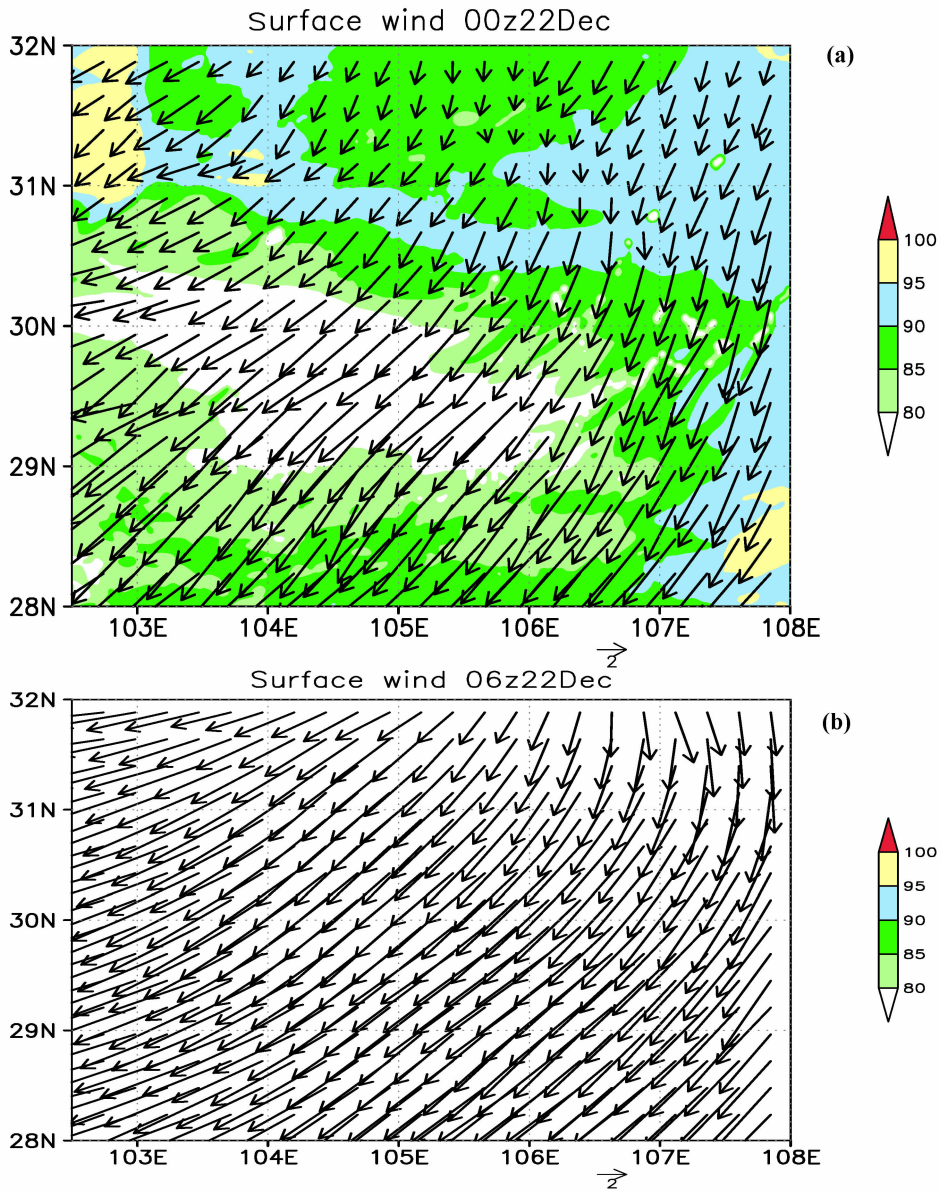 Surface wind 00z22Dec
(a)
32N
31N
30N
29N
28N
103E 104E 105E 106E 107E 108E
2
100
95
90
85
80
Surface wind 06z22Dec
(b)
32N
31N
30N
29N
28N
103E 104E 105E 106E 107E 108E
2
100
95
90
85
80